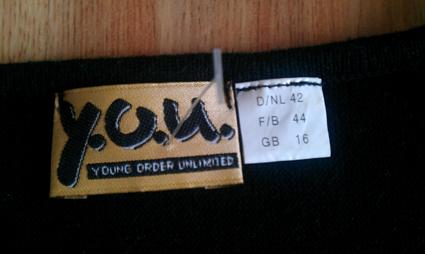 y.o.u.
YOUNG ORDER UNLIMITED
D/NL 42
F/B 44
GB 16